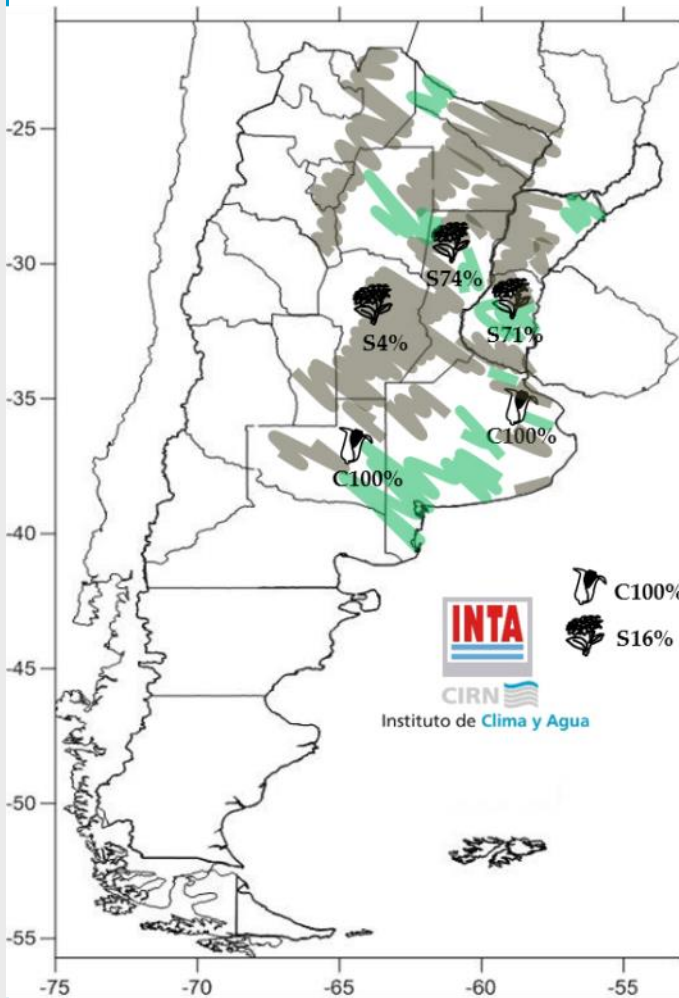 -25
-30
S74%
S4%
S71%
-35
C100%
C100%
-40
C100%
INTA
S16%
-45
CIRN
Instituto de Clima y Agua
-50
-55
-75
-70
-65
-60
-55